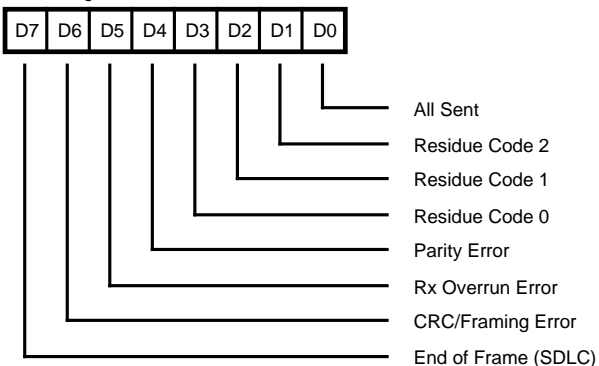 D7 D6 D5 D4 D3 D2 D1 D0
All Sent
Residue Code 2
Residue Code 1
Residue Code 0
Parity Error
Rx Overrun Error
CRC/Framing Error
End of Frame (SDLC)